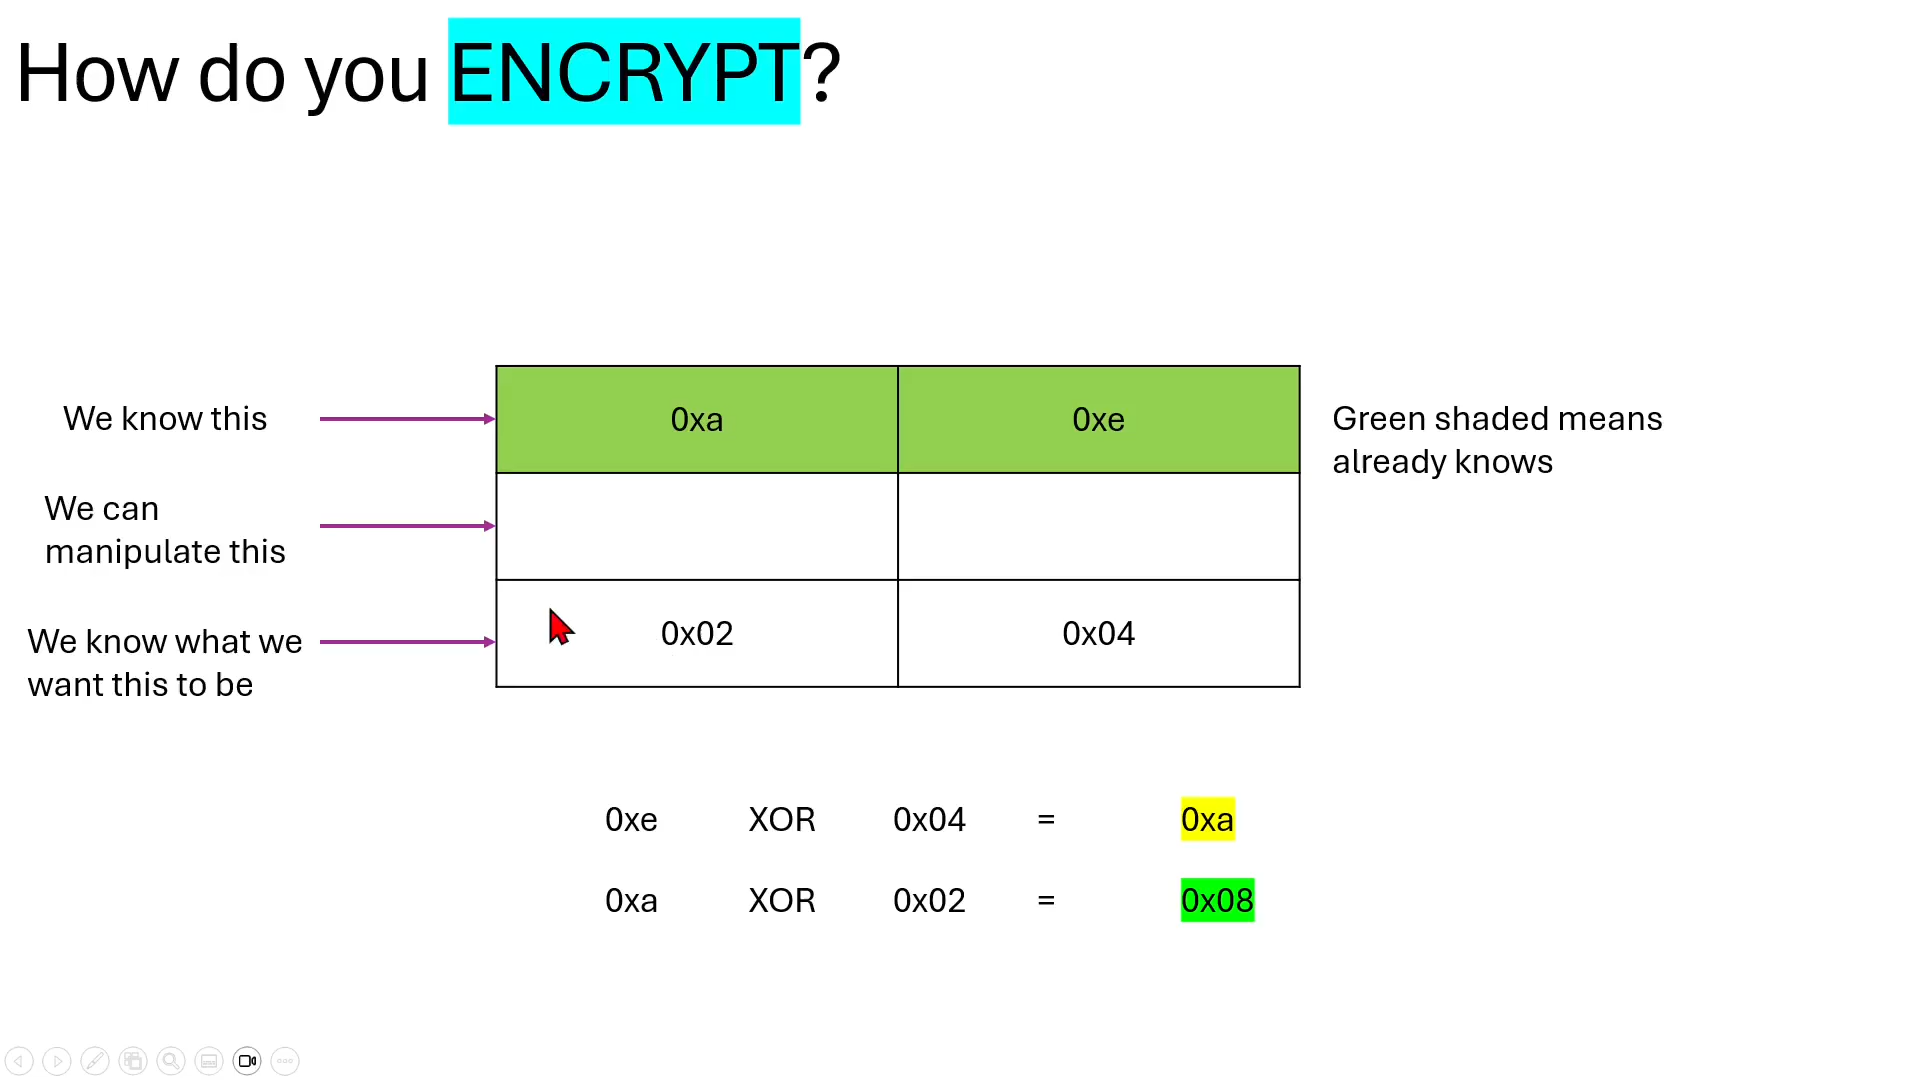 How do you ENCRYPT?
We know this
0xa
0xe
Green shaded means
already knows
We can
manipulate this
We know what we
want this to be
0x02
0x04
0xe XOR 0x04 = 0xa
0xa XOR 0x02 = 0x08